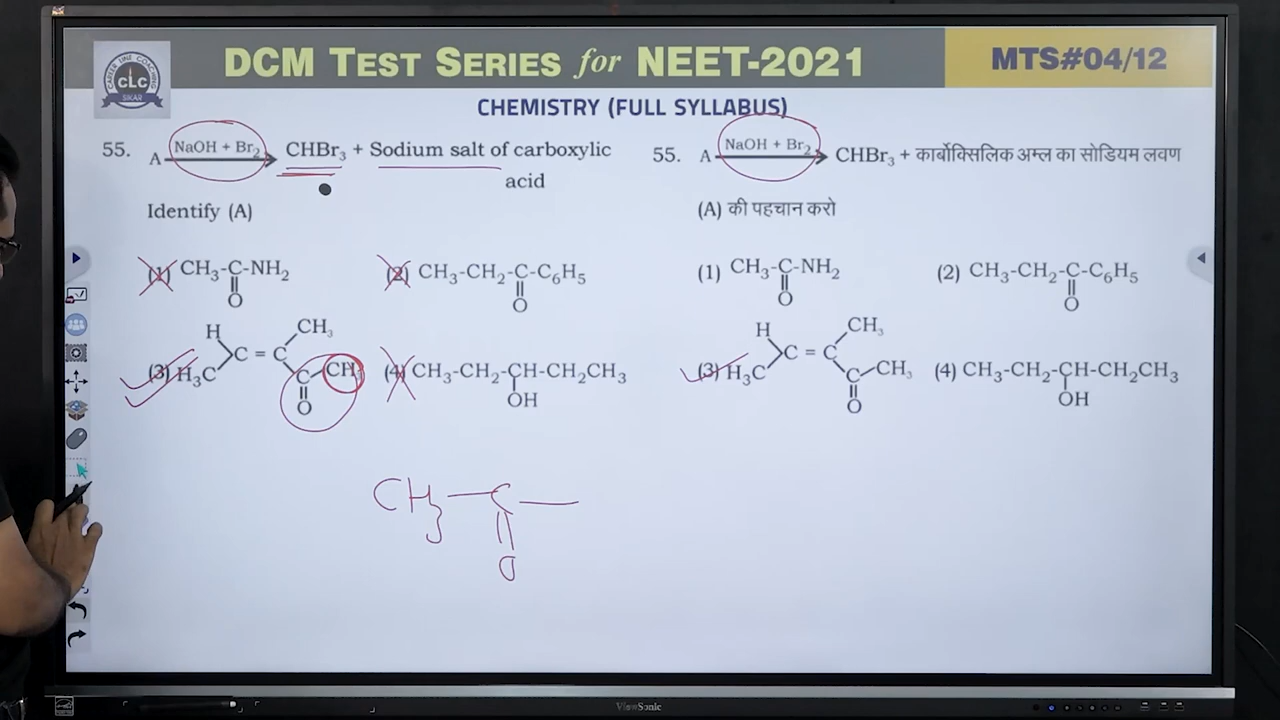 DCM TEST SERIES for NEET-2021
MTS#04/12
CLC
SIKAR
CHEMISTRY (FULL SYLLABUS)
55. A NaOH + Br₂ → CHBr₃ + Sodium salt of carboxylic
acid
Identify (A)
(1) CH₃-C-NH₂
||
O
(2) CH₃-CH₂-C-C₆H₅
||
O
(3) H CH₃
C = C
H₃C C CH₃
||
O
(4) CH₃-CH₂-CH-CH₂CH₃
OH
55. A NaOH + Br₂ → CHBr₃ + कार्बोक्सिलिक अम्ल का सोडियम लवण
(A) की पहचान करो
(1) CH₃-C-NH₂
||
O
(2) CH₃-CH₂-C-C₆H₅
||
O
(3) H CH₃
C = C
H₃C C CH₃
||
O
(4) CH₃-CH₂-CH-CH₂CH₃
OH
CH₃ — C —
||
O
ViewSonic